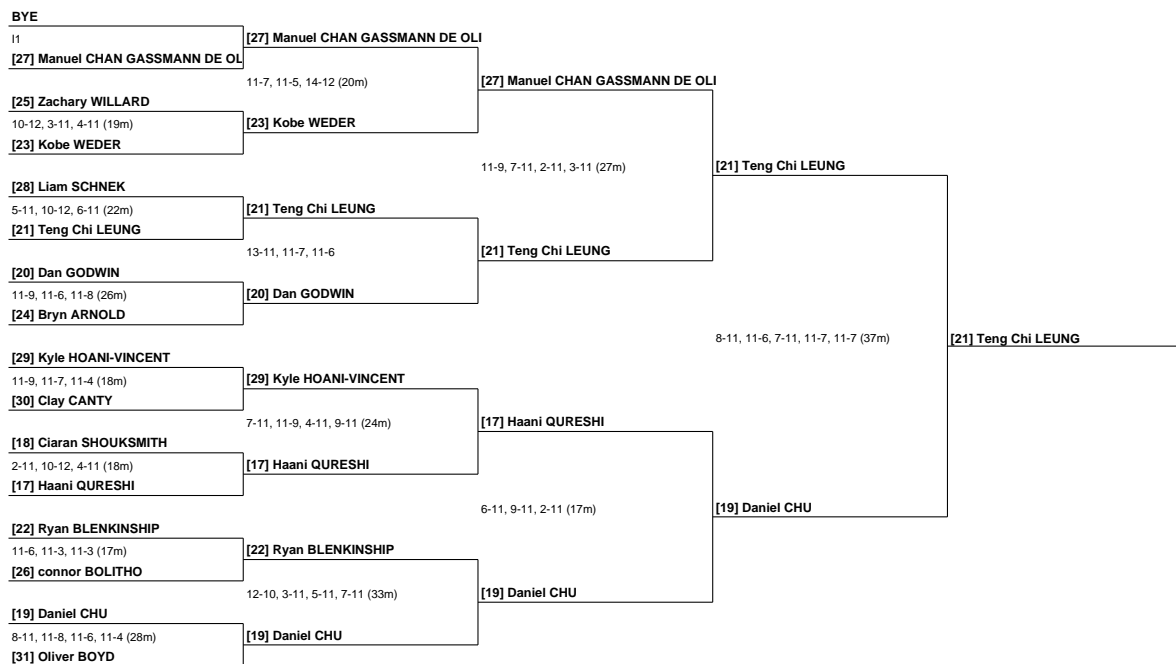 BYE
I1
[27] Manuel CHAN GASSMANN DE OL
[25] Zachary WILLARD
10-12, 3-11, 4-11 (19m)
[23] Kobe WEDER
[28] Liam SCHNEK
5-11, 10-12, 6-11 (22m)
[21] Teng Chi LEUNG
[20] Dan GODWIN
11-9, 11-6, 11-8 (26m)
[24] Bryn ARNOLD
[29] Kyle HOANI-VINCENT
11-9, 11-7, 11-4 (18m)
[30] Clay CANTY
[18] Ciaran SHOUKSMITH
2-11, 10-12, 4-11 (18m)
[17] Haani QURESHI
[22] Ryan BLENKINSHIP
11-6, 11-3, 11-3 (17m)
[26] connor BOLITHO
[19] Daniel CHU
8-11, 11-8, 11-6, 11-4 (28m)
[31] Oliver BOYD
[27] Manuel CHAN GASSMANN DE OLI
11-7, 11-5, 14-12 (20m)
[23] Kobe WEDER
[21] Teng Chi LEUNG
13-11, 11-7, 11-6
[20] Dan GODWIN
[29] Kyle HOANI-VINCENT
7-11, 11-9, 4-11, 9-11 (24m)
[17] Haani QURESHI
[22] Ryan BLENKINSHIP
12-10, 3-11, 5-11, 7-11 (33m)
[19] Daniel CHU
[27] Manuel CHAN GASSMANN DE OLI
11-9, 7-11, 2-11, 3-11 (27m)
[21] Teng Chi LEUNG
[17] Haani QURESHI
6-11, 9-11, 2-11 (17m)
[19] Daniel CHU
[21] Teng Chi LEUNG
8-11, 11-6, 7-11, 11-7, 11-7 (37m)
[19] Daniel CHU
[21] Teng Chi LEUNG